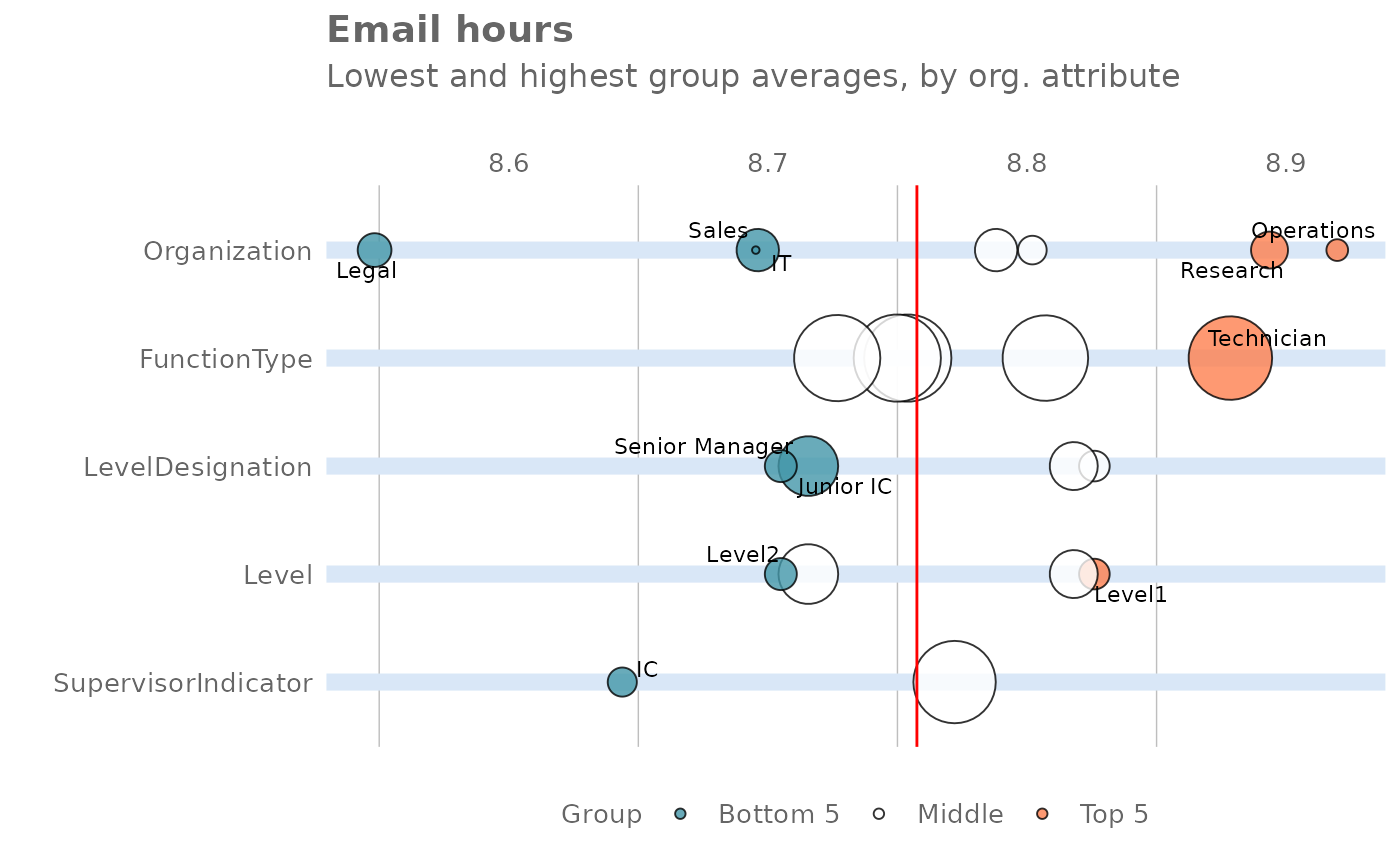 Email hours
Lowest and highest group averages, by org. attribute
8.6 8.7 8.8 8.9
Organization
Sales
Operations
Legal
IT
Research
FunctionType
Technician
LevelDesignation
Senior Manager
Junior IC
Level
Level2
Level1
SupervisorIndicator
IC
Group Bottom 5 Middle Top 5